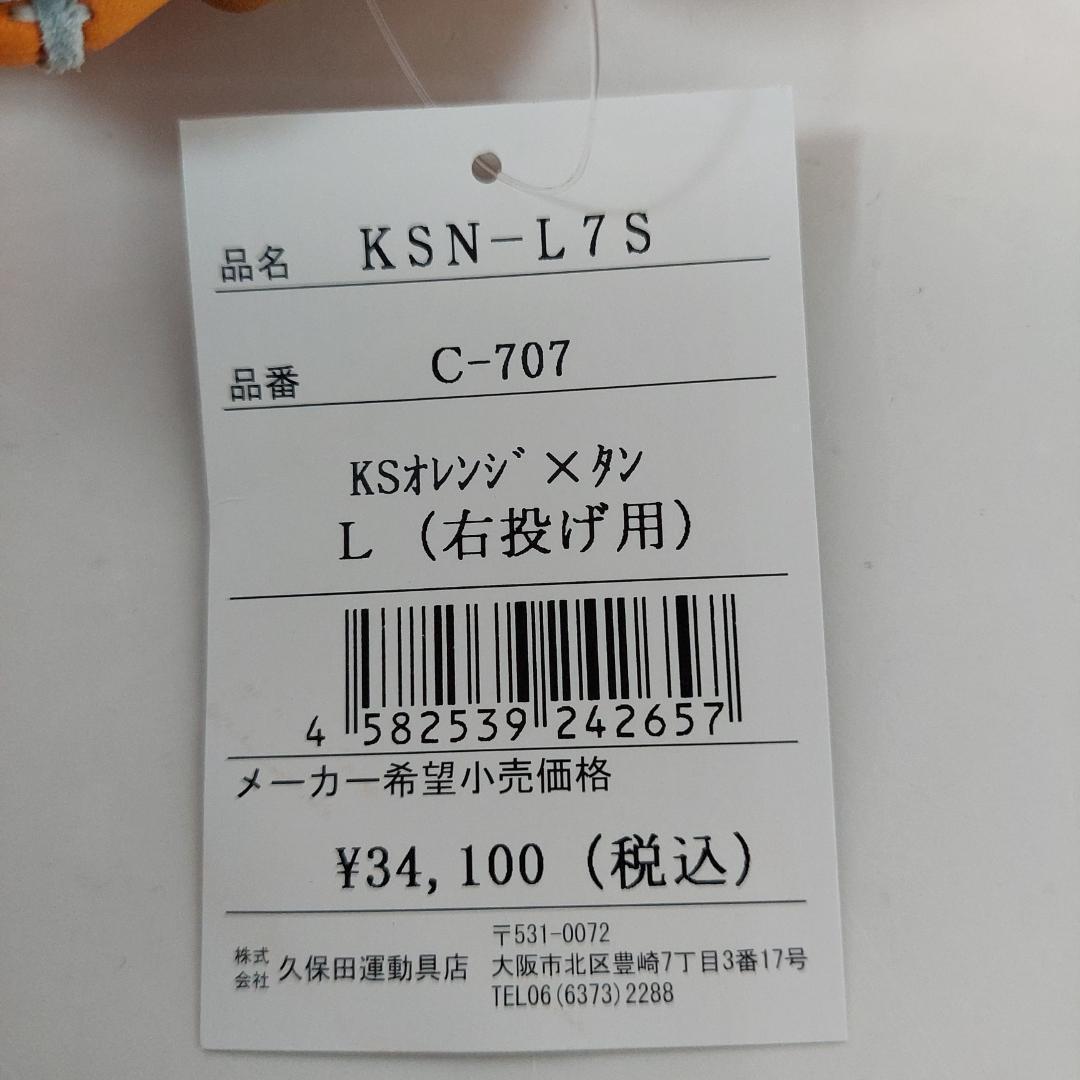 品名 KSN-L7S
品番 C-707
KSｵﾚﾝｼﾞ×ﾀﾝ
L (右投げ用)
4 582539 242657
メーカー希望小売価格
¥34,100 (税込)
株式会社 久保田運動具店
〒531-0072
大阪市北区豊崎7丁目3番17号
TEL06(6373)2288